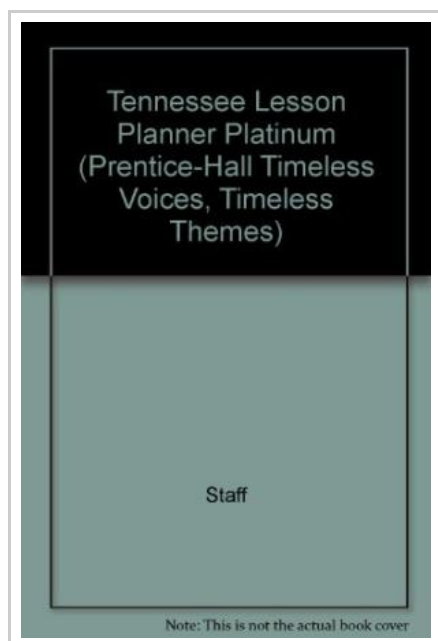 Tennessee Lesson
Planner Platinum
(Prentice-Hall Timeless
Voices, Timeless
Themes)
Staff
Note: This is not the actual book cover